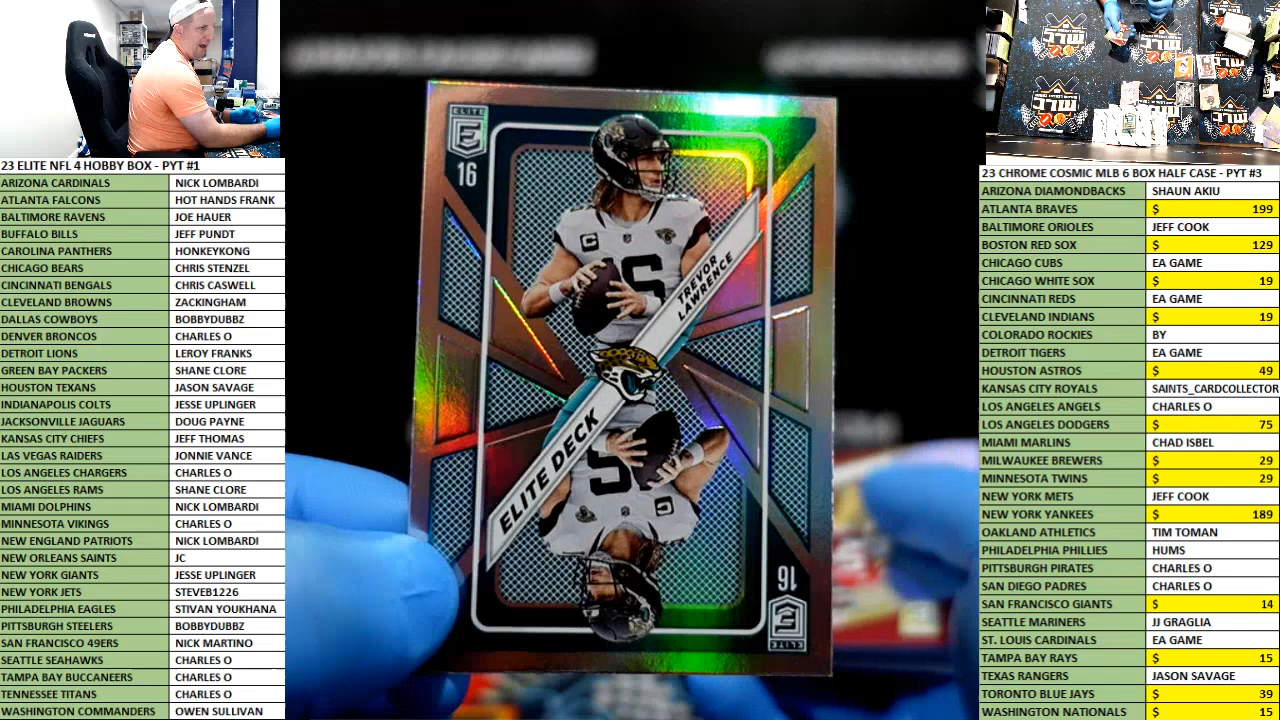 23 ELITE NFL 4 HOBBY BOX - PYT #1
ARIZONA CARDINALS NICK LOMBARDI
ATLANTA FALCONS HOT HANDS FRANK
BALTIMORE RAVENS JOE HAUER
BUFFALO BILLS JEFF PUNDT
CAROLINA PANTHERS HONKEYKONG
CHICAGO BEARS CHRIS STENZEL
CINCINNATI BENGALS CHRIS CASWELL
CLEVELAND BROWNS ZACKINGHAM
DALLAS COWBOYS BOBBYDUBBZ
DENVER BRONCOS CHARLES O
DETROIT LIONS LEROY FRANKS
GREEN BAY PACKERS SHANE CLORE
HOUSTON TEXANS JASON SAVAGE
INDIANAPOLIS COLTS JESSE UPLINGER
JACKSONVILLE JAGUARS DOUG PAYNE
KANSAS CITY CHIEFS JEFF THOMAS
LAS VEGAS RAIDERS JONNIE VANCE
LOS ANGELES CHARGERS CHARLES O
LOS ANGELES RAMS SHANE CLORE
MIAMI DOLPHINS NICK LOMBARDI
MINNESOTA VIKINGS CHARLES O
NEW ENGLAND PATRIOTS NICK LOMBARDI
NEW ORLEANS SAINTS JC
NEW YORK GIANTS JESSE UPLINGER
NEW YORK JETS STEVEB1226
PHILADELPHIA EAGLES STIVAN YOUKHANA
PITTSBURGH STEELERS BOBBYDUBBZ
SAN FRANCISCO 49ERS NICK MARTINO
SEATTLE SEAHAWKS CHARLES O
TAMPA BAY BUCCANEERS CHARLES O
TENNESSEE TITANS CHARLES O
WASHINGTON COMMANDERS OWEN SULLIVAN
ELITE
E
16
C
16
TREVOR
LAWRENCE
ELITE DECK
C
16
E
ELITE
23 CHROME COSMIC MLB 6 BOX HALF CASE - PYT #3
ARIZONA DIAMONDBACKS SHAUN AKIU
ATLANTA BRAVES $ 199
BALTIMORE ORIOLES JEFF COOK
BOSTON RED SOX $ 129
CHICAGO CUBS EA GAME
CHICAGO WHITE SOX $ 19
CINCINNATI REDS EA GAME
CLEVELAND INDIANS $ 19
COLORADO ROCKIES BY
DETROIT TIGERS EA GAME
HOUSTON ASTROS $ 49
KANSAS CITY ROYALS SAINTS_CARDCOLLECTOR
LOS ANGELES ANGELS CHARLES O
LOS ANGELES DODGERS $ 75
MIAMI MARLINS CHAD ISBEL
MILWAUKEE BREWERS $ 29
MINNESOTA TWINS $ 29
NEW YORK METS JEFF COOK
NEW YORK YANKEES $ 189
OAKLAND ATHLETICS TIM TOMAN
PHILADELPHIA PHILLIES HUMS
PITTSBURGH PIRATES CHARLES O
SAN DIEGO PADRES CHARLES O
SAN FRANCISCO GIANTS $ 14
SEATTLE MARINERS JJ GRAGLIA
ST. LOUIS CARDINALS EA GAME
TAMPA BAY RAYS $ 15
TEXAS RANGERS JASON SAVAGE
TORONTO BLUE JAYS $ 39
WASHINGTON NATIONALS $ 15